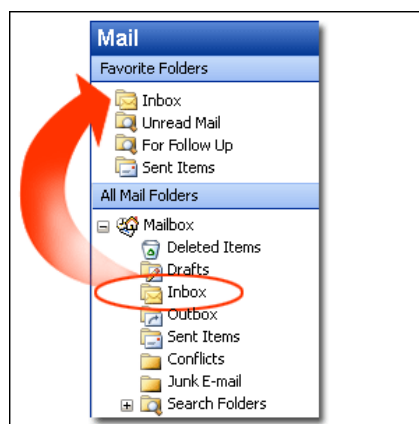 Mail
Favorite Folders
Inbox
Unread Mail
For Follow Up
Sent Items
All Mail Folders
Mailbox
Deleted Items
Drafts
Inbox
Outbox
Sent Items
Conflicts
Junk E-mail
Search Folders